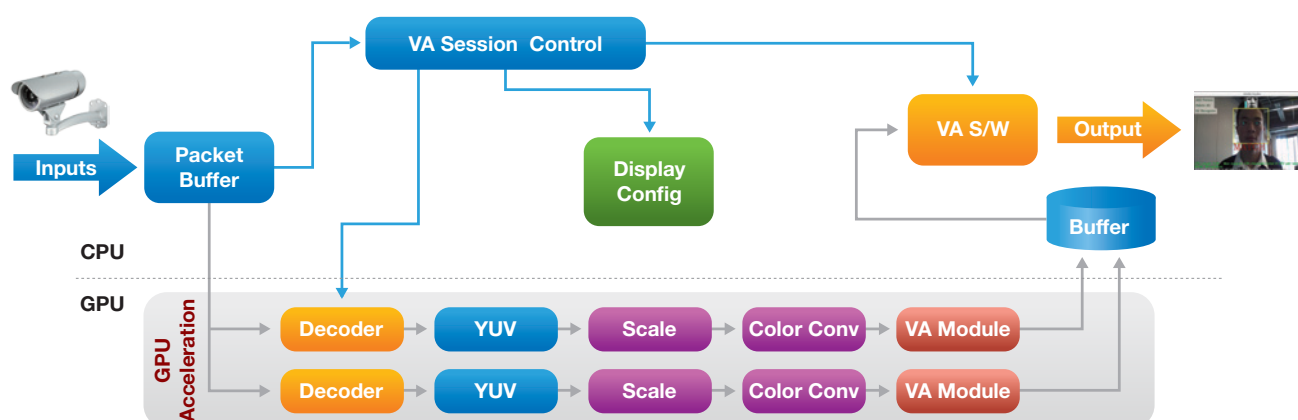 VA Session Control
Inputs
Packet
Buffer
Display
Config
VA S/W
Output
Buffer
CPU
GPU
GPU
Acceleration
Decoder
YUV
Scale
Color Conv
VA Module
Decoder
YUV
Scale
Color Conv
VA Module